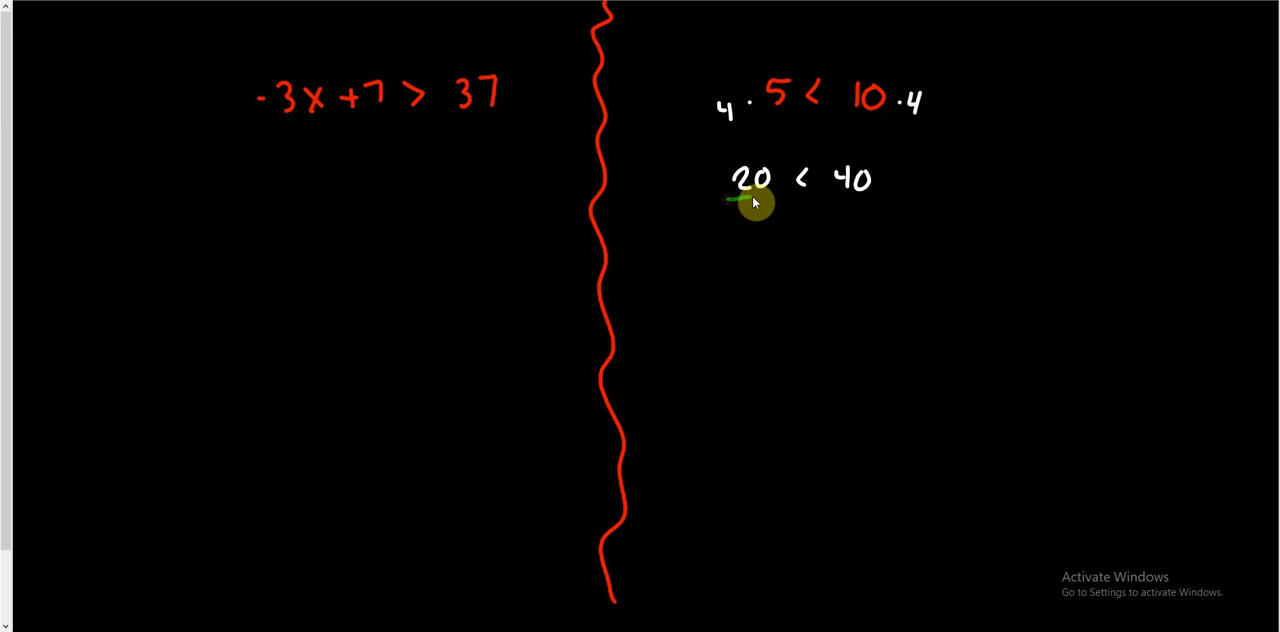 -3x +7 > 37
4 · 5 < 10 · 4
20 < 40
Activate Windows
Go to Settings to activate Windows.